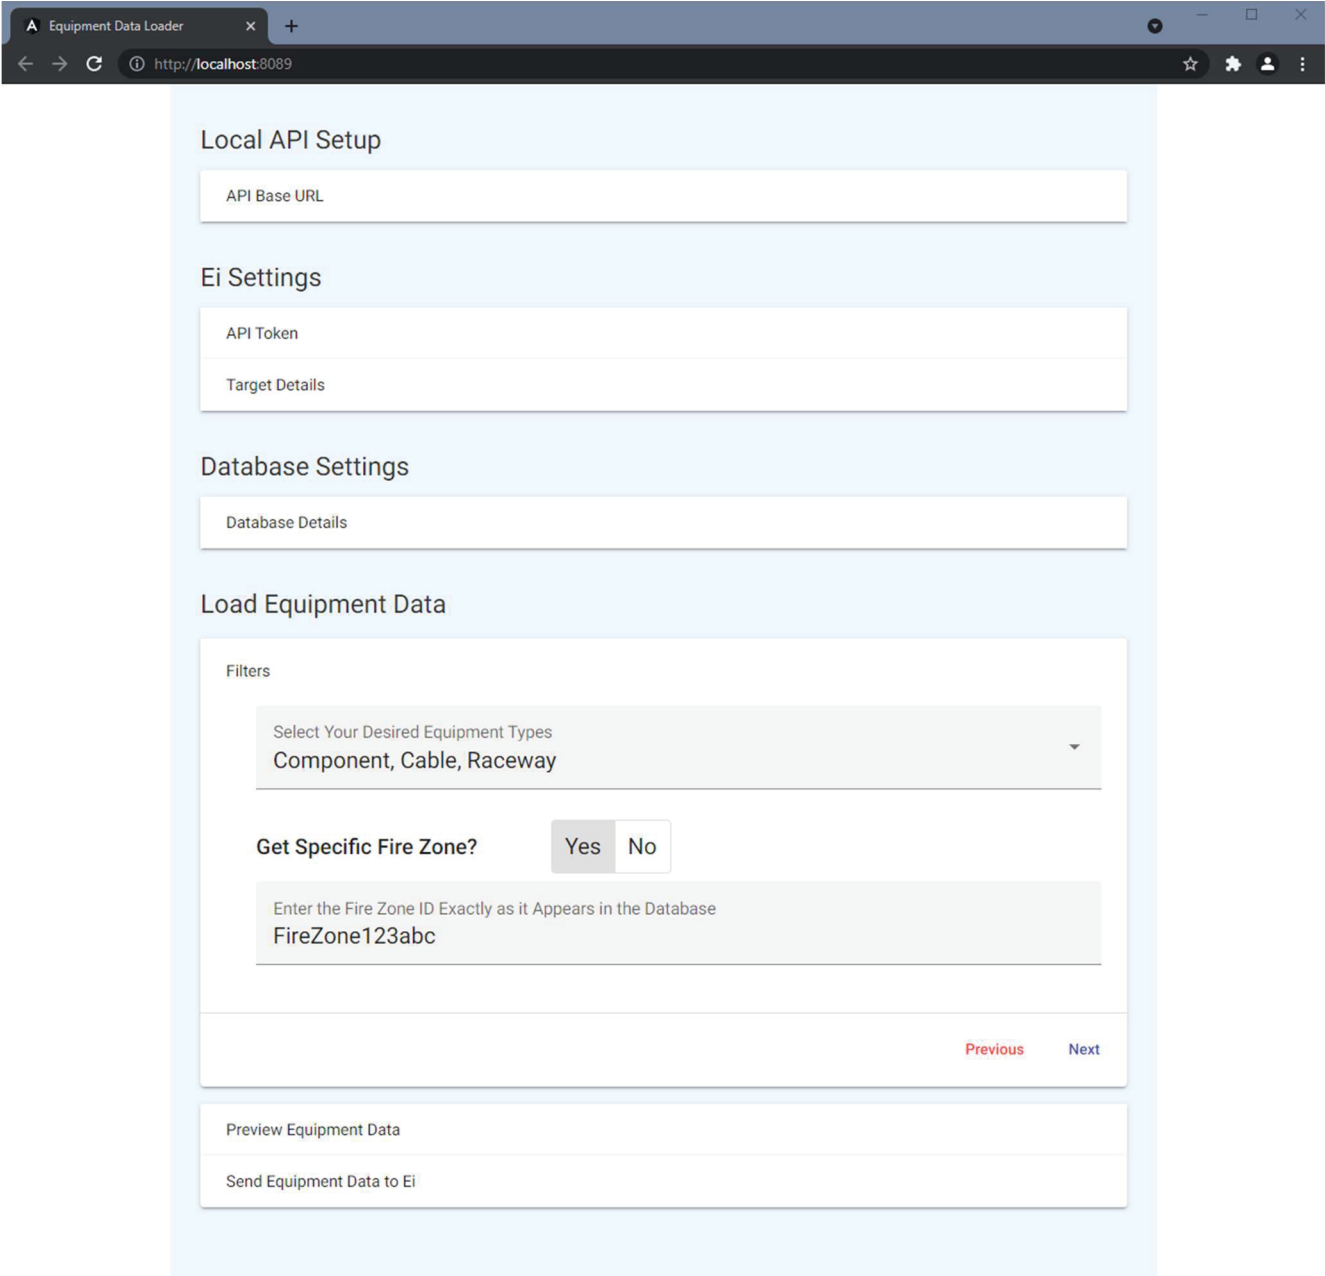 Equipment Data Loader
http://localhost:8089
Local API Setup
API Base URL
Ei Settings
API Token
Target Details
Database Settings
Database Details
Load Equipment Data
Filters
Select Your Desired Equipment Types
Component, Cable, Raceway
Get Specific Fire Zone? Yes No
Enter the Fire Zone ID Exactly as it Appears in the Database
FireZone123abc
Previous Next
Preview Equipment Data
Send Equipment Data to Ei